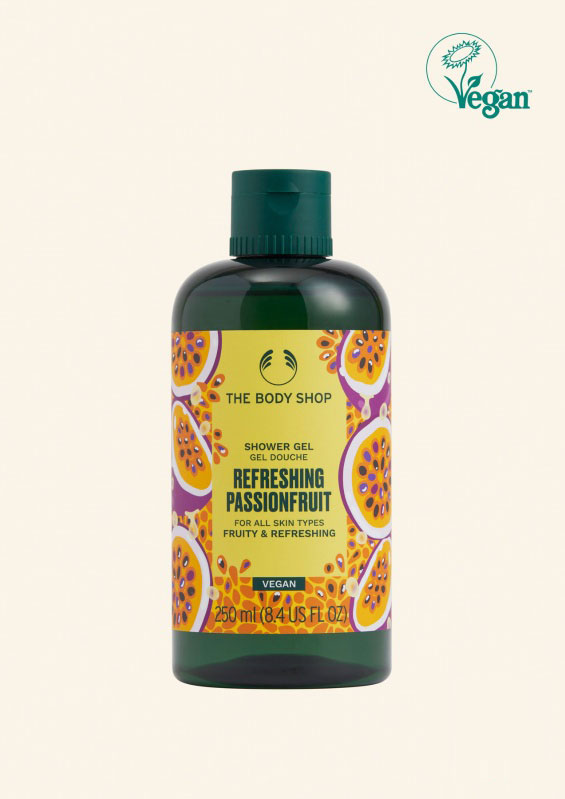 Vegan™
THE BODY SHOP
SHOWER GEL
GEL DOUCHE
REFRESHING
PASSIONFRUIT
FOR ALL SKIN TYPES
FRUITY & REFRESHING
VEGAN
250 ml (8.4 US FL OZ)